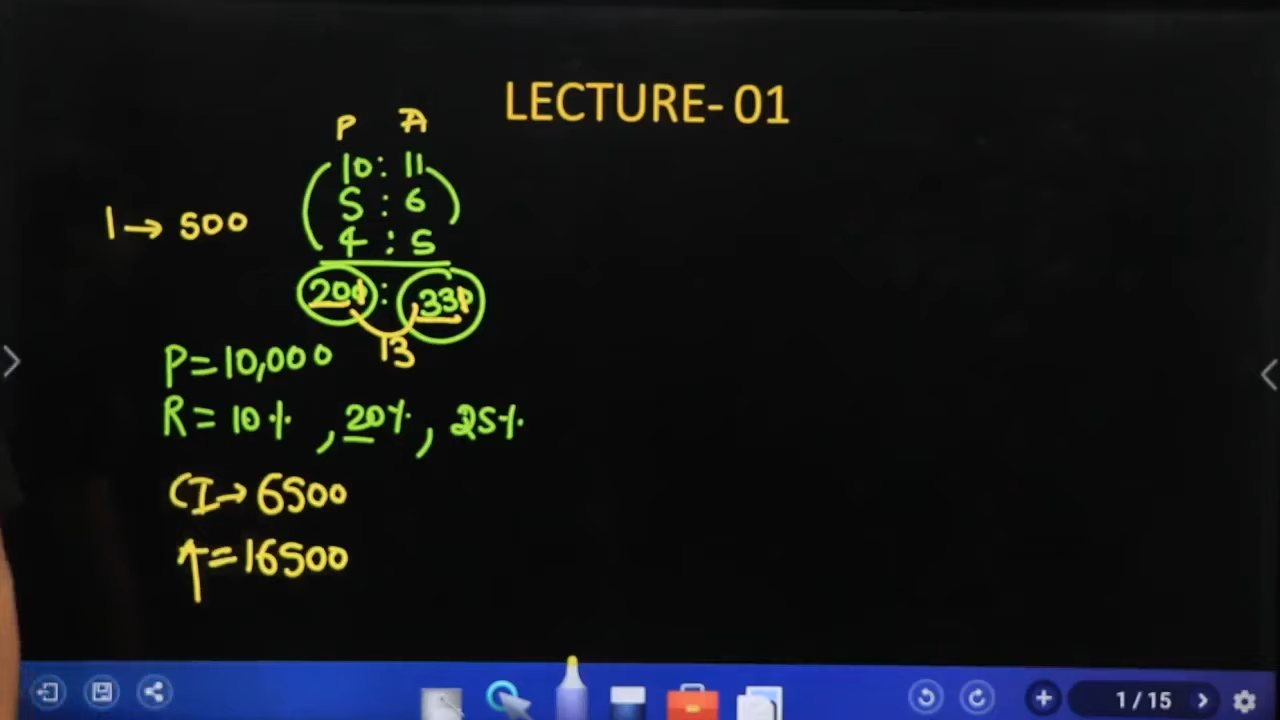 LECTURE- 01
P A
10 : 11
5 : 6
1 → 500
4 : 5
200 : 330
13
P = 10,000
R = 10% , 20% , 25%
CI → 6500
A = 16500
1 / 15